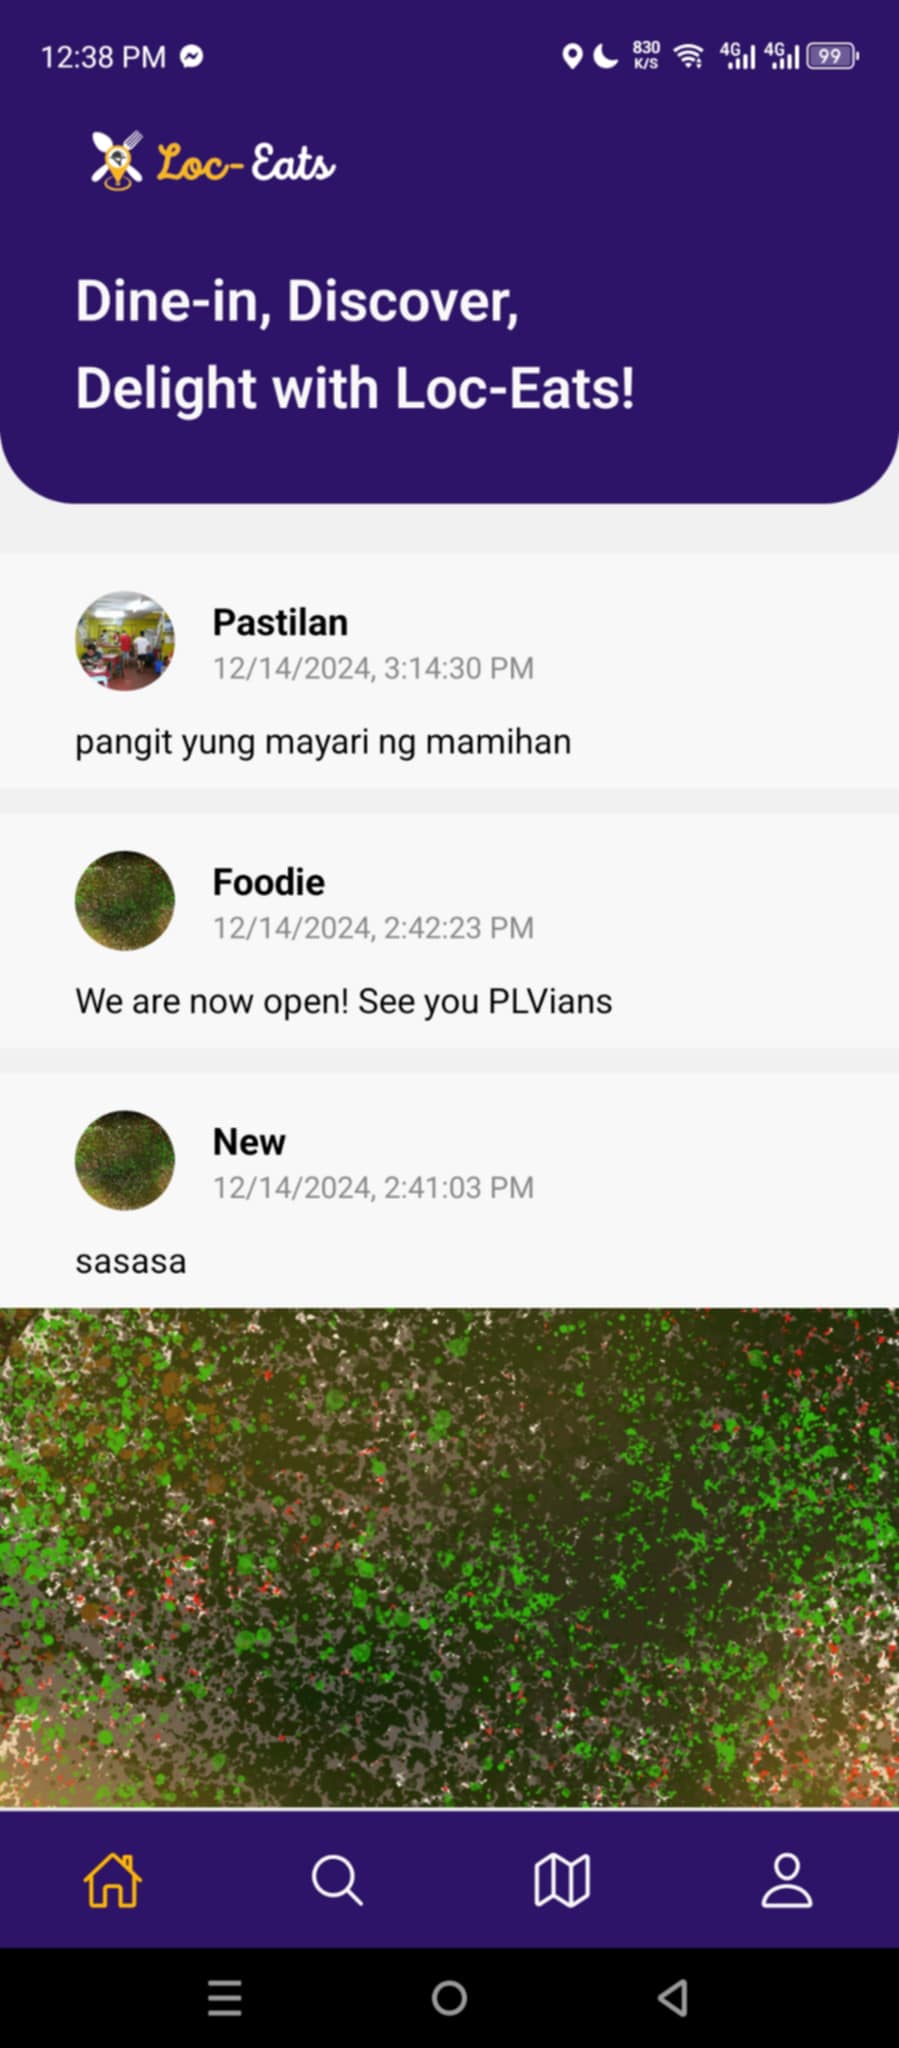 12:38 PM
830 K/S 4G 4G 99
Loc-Eats
Dine-in, Discover,
Delight with Loc-Eats!
Pastilan
12/14/2024, 3:14:30 PM
pangit yung mayari ng mamihan
Foodie
12/14/2024, 2:42:23 PM
We are now open! See you PLVians
New
12/14/2024, 2:41:03 PM
sasasa